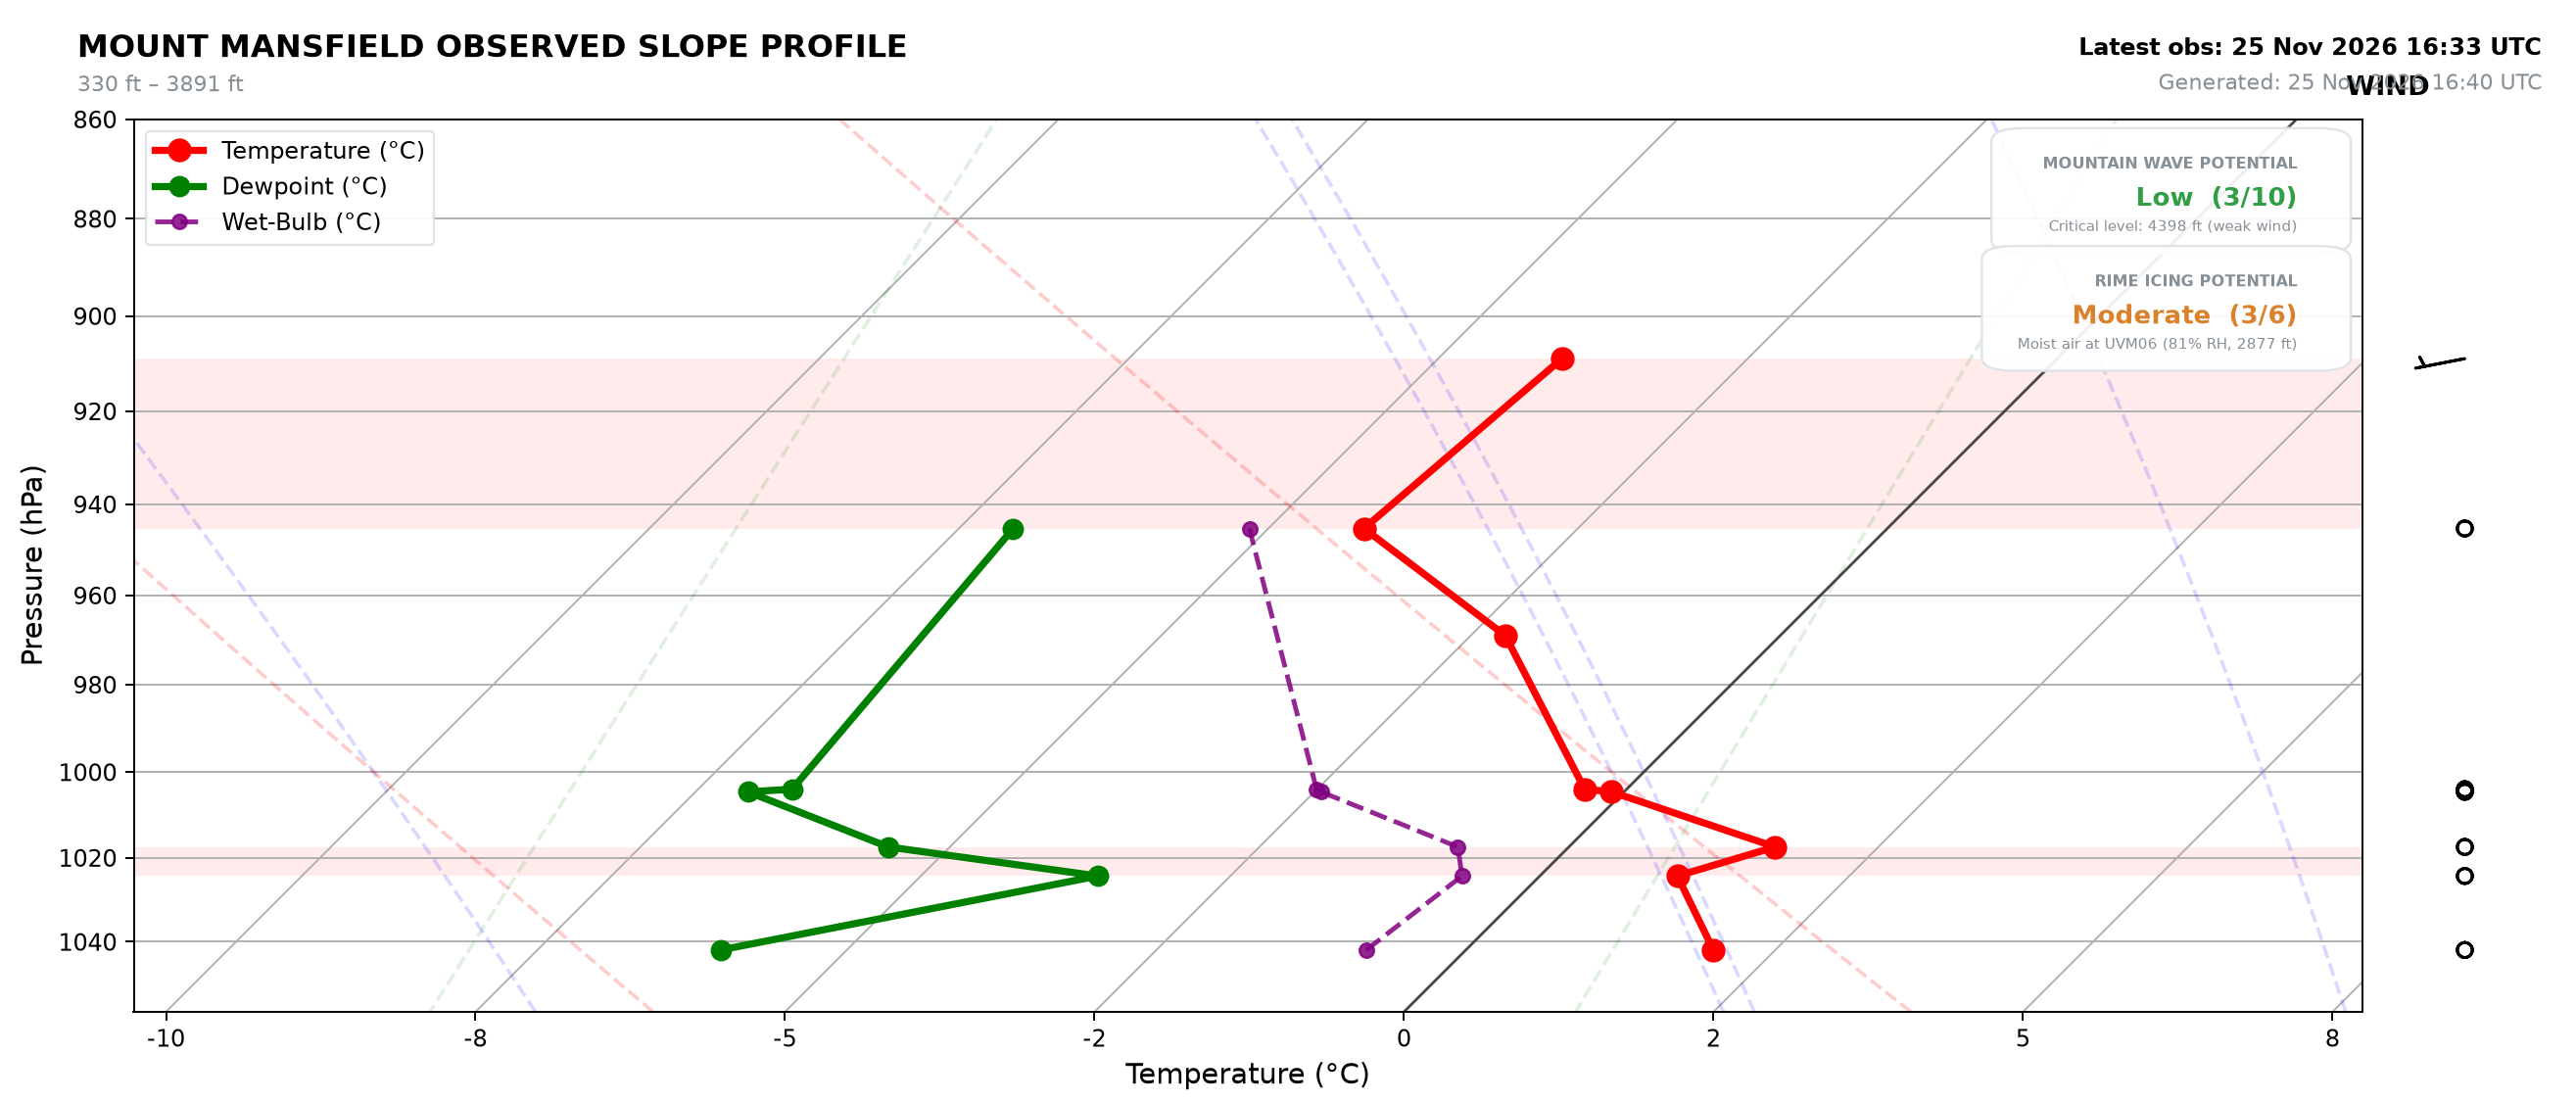 MOUNT MANSFIELD OBSERVED SLOPE PROFILE
330 ft – 3891 ft
Latest obs: 25 Nov 2026 16:33 UTC
Generated: 25 Nov 2026 16:40 UTC
WIND
Temperature (°C)
Dewpoint (°C)
Wet-Bulb (°C)
MOUNTAIN WAVE POTENTIAL
Low (3/10)
Critical level: 4398 ft (weak wind)
RIME ICING POTENTIAL
Moderate (3/6)
Moist air at UVM06 (81% RH, 2877 ft)
Pressure (hPa)
860
880
900
920
940
960
980
1000
1020
1040
-10 -8 -5 -2 0 2 5 8
Temperature (°C)